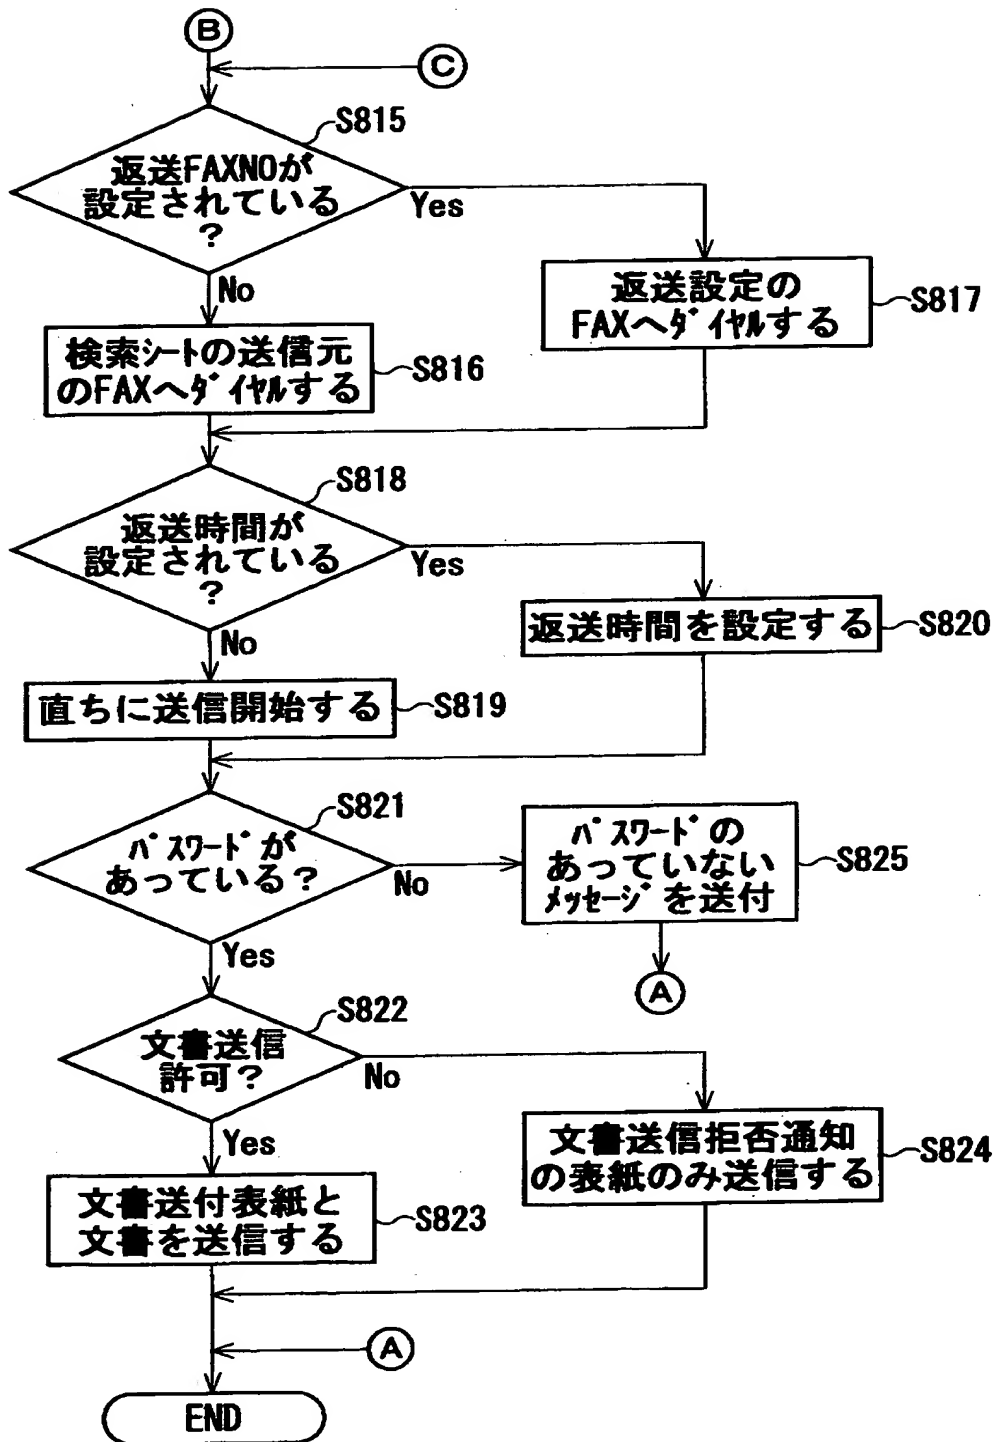 B
C
S815
返送FAXNOが
設定されている
?
Yes
No
返送設定の
FAXへダイヤルする
S817
検索シートの送信元
のFAXへダイヤルする
S816
S818
返送時間が
設定されている
?
Yes
No
返送時間を設定する
S820
直ちに送信開始する
S819
S821
パスワードが
あっている?
No
Yes
パスワードの
あっていない
メッセージを送付
S825
A
S822
文書送信
許可?
No
Yes
文書送信拒否通知
の表紙のみ送信する
S824
文書送付表紙と
文書を送信する
S823
A
END